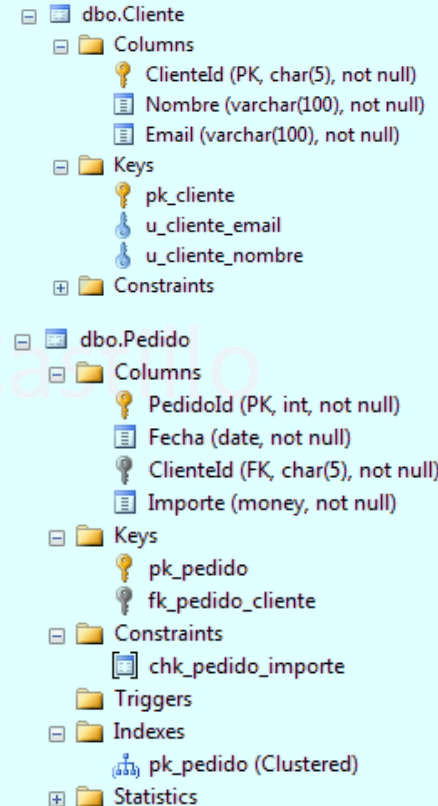 dbo.Cliente
Columns
ClienteId (PK, char(5), not null)
Nombre (varchar(100), not null)
Email (varchar(100), not null)
Keys
pk_cliente
u_cliente_email
u_cliente_nombre
Constraints
dbo.Pedido
Columns
PedidoId (PK, int, not null)
Fecha (date, not null)
ClienteId (FK, char(5), not null)
Importe (money, not null)
Keys
pk_pedido
fk_pedido_cliente
Constraints
chk_pedido_importe
Triggers
Indexes
pk_pedido (Clustered)
Statistics